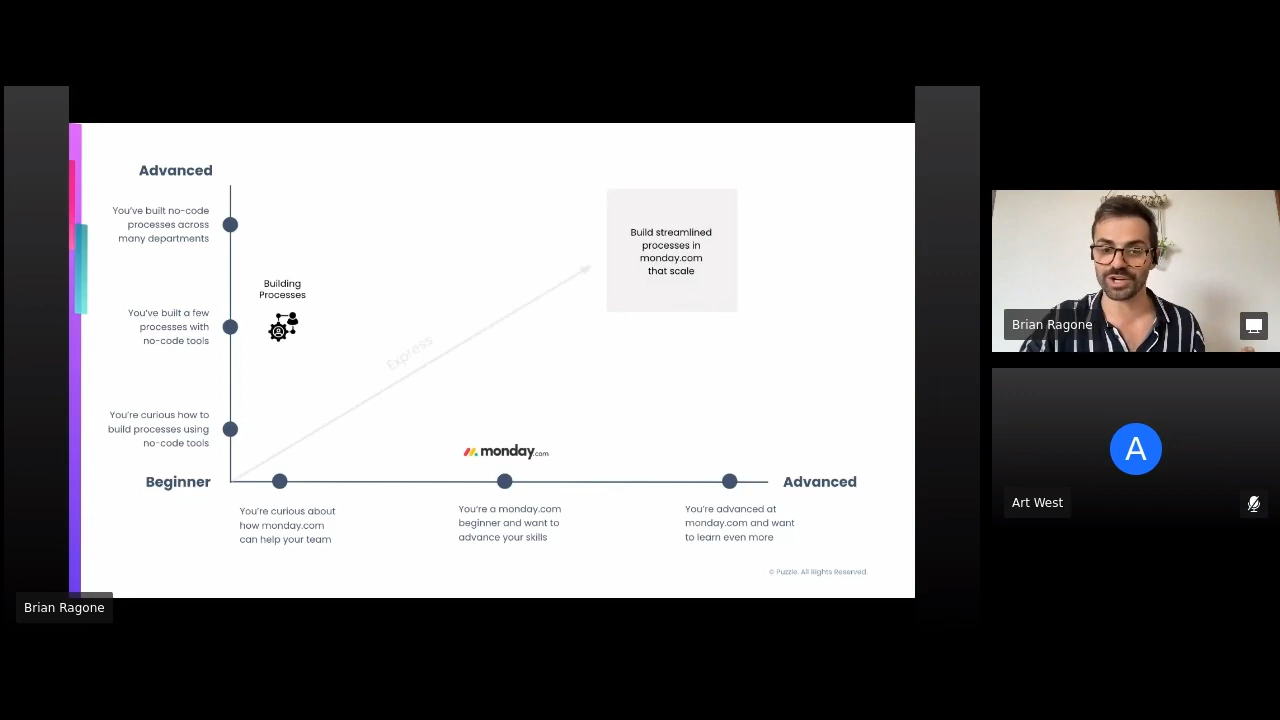 Advanced
You've built no-code
processes across
many departments
Building
Processes
You've built a few
processes with
no-code tools
You're curious how to
build processes using
no-code tools
Beginner
Express
Build streamlined
processes in
monday.com
that scale
monday.com
Advanced
You're curious about
how monday.com
can help your team
You're a monday.com
beginner and want to
advance your skills
You're advanced at
monday.com and want
to learn even more
© Puzzle. All Rights Reserved.
Brian Ragone
Brian Ragone
A
Art West